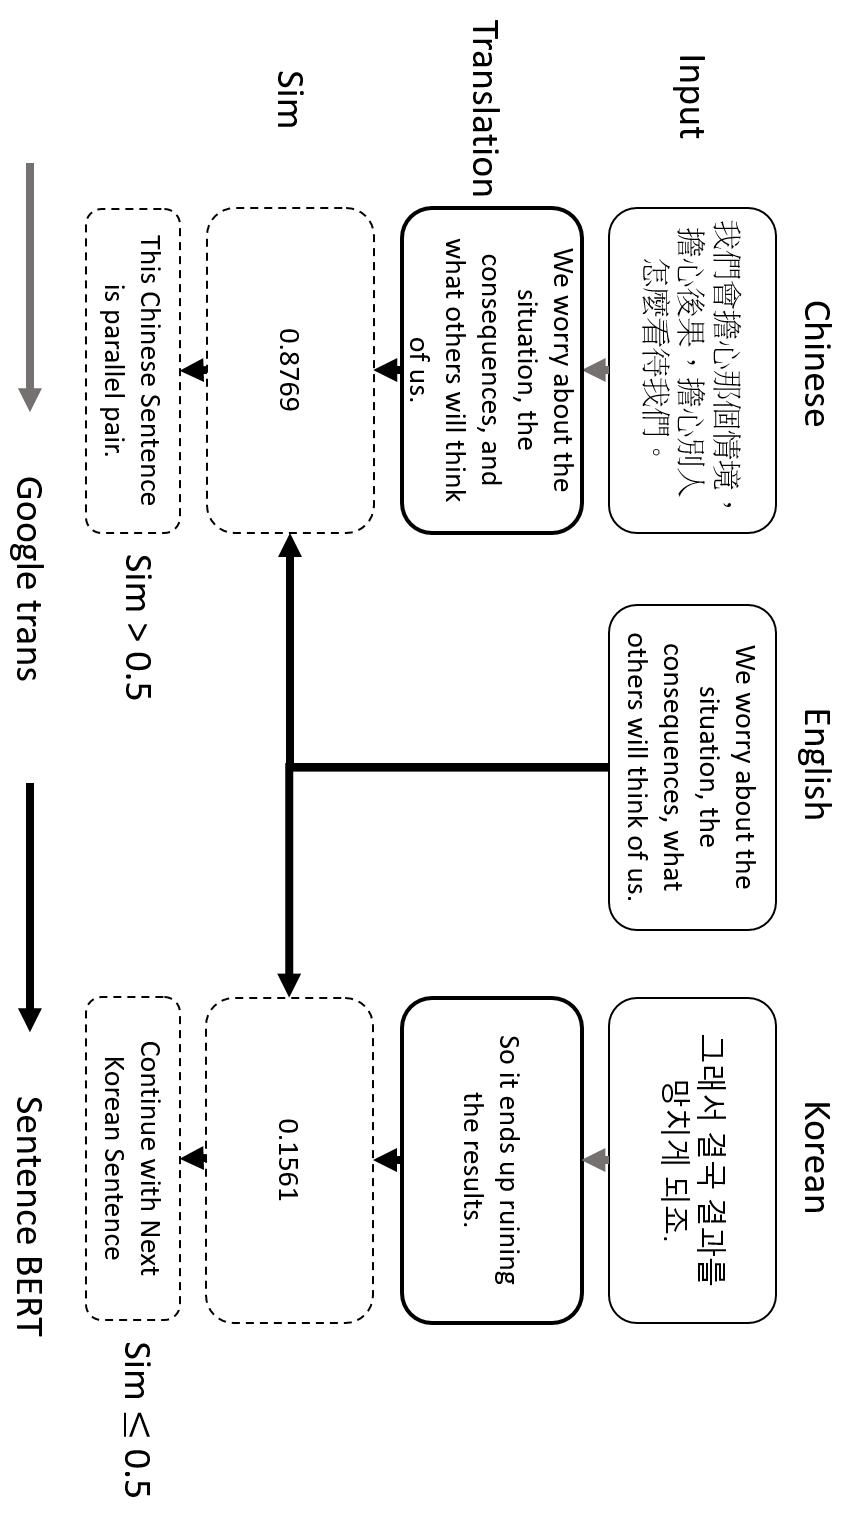 Chinese
English
Korean
Input
我們會擔心那個情境，
擔心後果，擔心別人
怎麼看待我們。
We worry about the
situation, the
consequences, what
others will think of us.
그래서 결국 결과를
망치게 되죠.
Translation
We worry about the
situation, the
consequences, and
what others will think
of us.
So it ends up ruining
the results.
Sim
0.8769
0.1561
This Chinese Sentence
is parallel pair.
Sim > 0.5
Continue with Next
Korean Sentence
Sim ≤ 0.5
Google trans
Sentence BERT